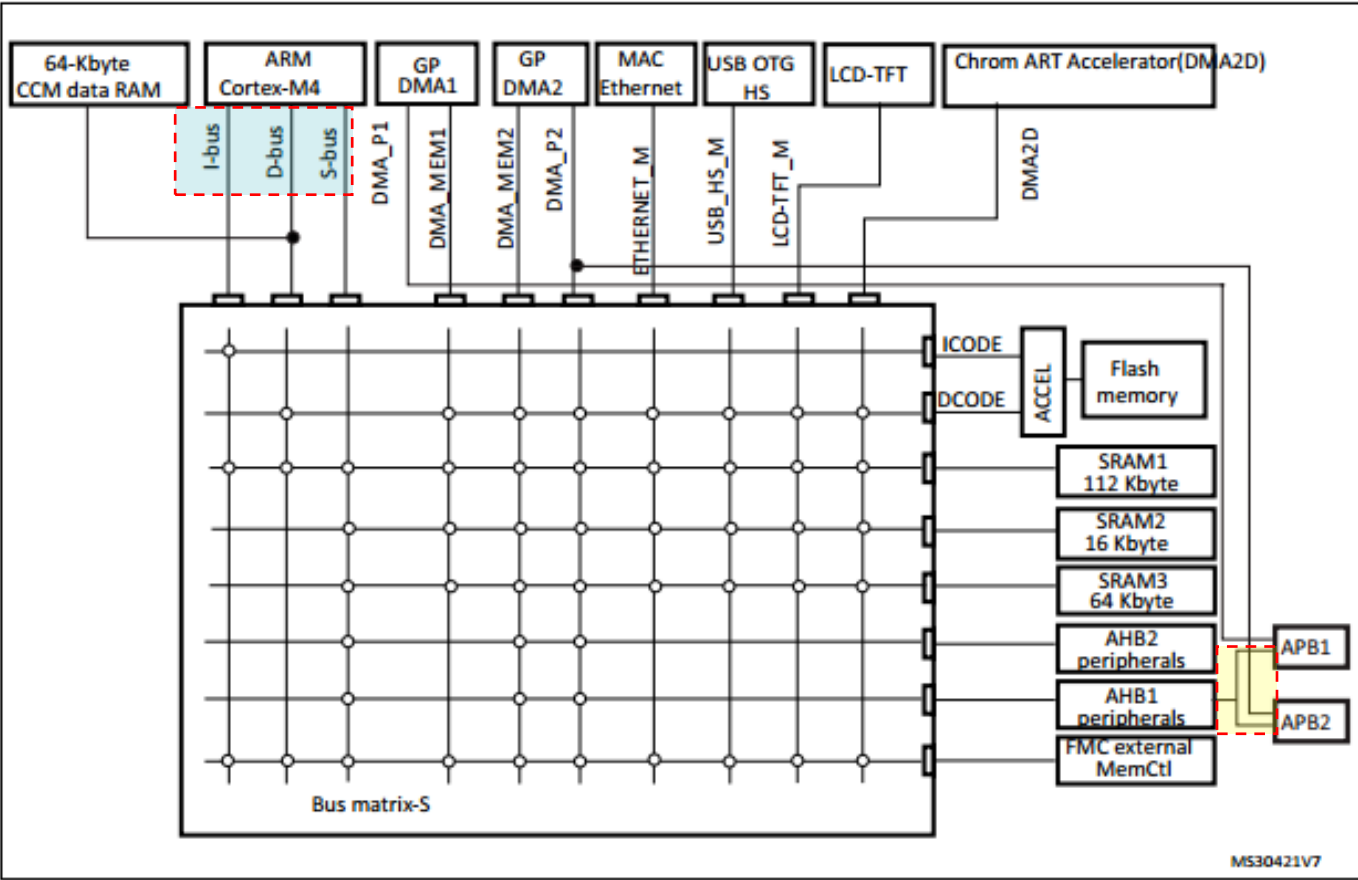 64-Kbyte
CCM data RAM
ARM
Cortex-M4
GP
DMA1
GP
DMA2
MAC
Ethernet
USB OTG
HS
LCD-TFT
Chrom ART Accelerator(DMA2D)
I-bus
D-bus
S-bus
DMA_P1
DMA_MEM1
DMA_MEM2
DMA_P2
ETHERNET_M
USB_HS_M
LCD-TFT_M
DMA2D
ICODE
DCODE
ACCEL
Flash
memory
SRAM1
112 Kbyte
SRAM2
16 Kbyte
SRAM3
64 Kbyte
AHB2
peripherals
AHB1
peripherals
FMC external
MemCtl
APB1
APB2
Bus matrix-S
MS30421V7